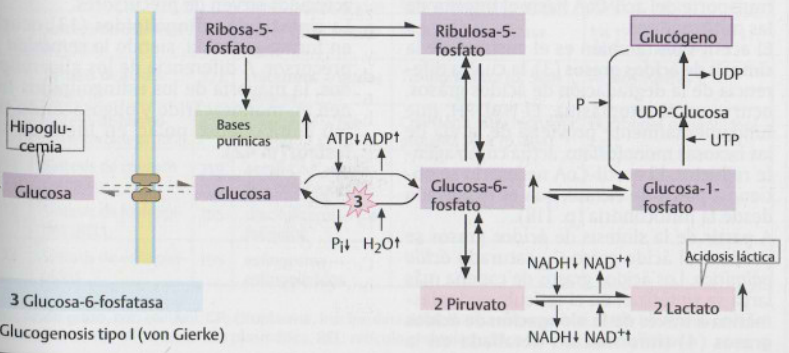 Ribosa-5-
fosfato
Ribulosa-5-
fosfato
Glucógeno
UDP
P
UDP-Glucosa
UTP
Bases
purínicas
Hipoglu-
cemia
ATP↓ ADP↑
Glucosa
Glucosa
3
Glucosa-6-
fosfato
Glucosa-1-
fosfato
Pi↓ H2O↑
NADH↓ NAD+↑
Acidosis láctica
2 Piruvato
2 Lactato
NADH↓ NAD+↑
3 Glucosa-6-fosfatasa
Glucogenosis tipo I (von Gierke)